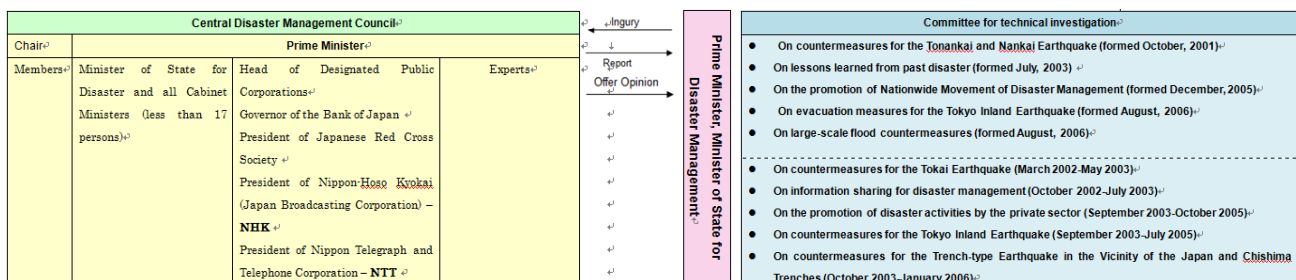 Central Disaster Management Council
Chair
Prime Minister
Members
Minister of State for
Disaster and all Cabinet
Ministers (less than 17
persons)
Head of Designated Public
Corporations
Governor of the Bank of Japan
President of Japanese Red Cross
Society
President of Nippon-Hoso Kyokai
(Japan Broadcasting Corporation) –
NHK
President of Nippon Telegraph and
Telephone Corporation – NTT
Experts
Ingury
Report
Offer Opinion
Prime Minister, Minister of State for
Disaster Management
Committee for technical investigation
● On countermeasures for the Tonankai and Nankai Earthquake (formed October, 2001)
● On lessons learned from past disaster (formed July, 2003)
● On the promotion of Nationwide Movement of Disaster Management (formed December, 2005)
● On evacuation measures for the Tokyo Inland Earthquake (formed August, 2006)
● On large-scale flood countermeasures (formed August, 2006)
● On countermeasures for the Tokai Earthquake (March 2002-May 2003)
● On information sharing for disaster management (October 2002-July 2003)
● On the promotion of disaster activities by the private sector (September 2003-October 2005)
● On countermeasures for the Tokyo Inland Earthquake (September 2003-July 2005)
● On countermeasures for the Trench-type Earthquake in the Vicinity of the Japan and Chishima
Trenches (October 2003-January 2006)